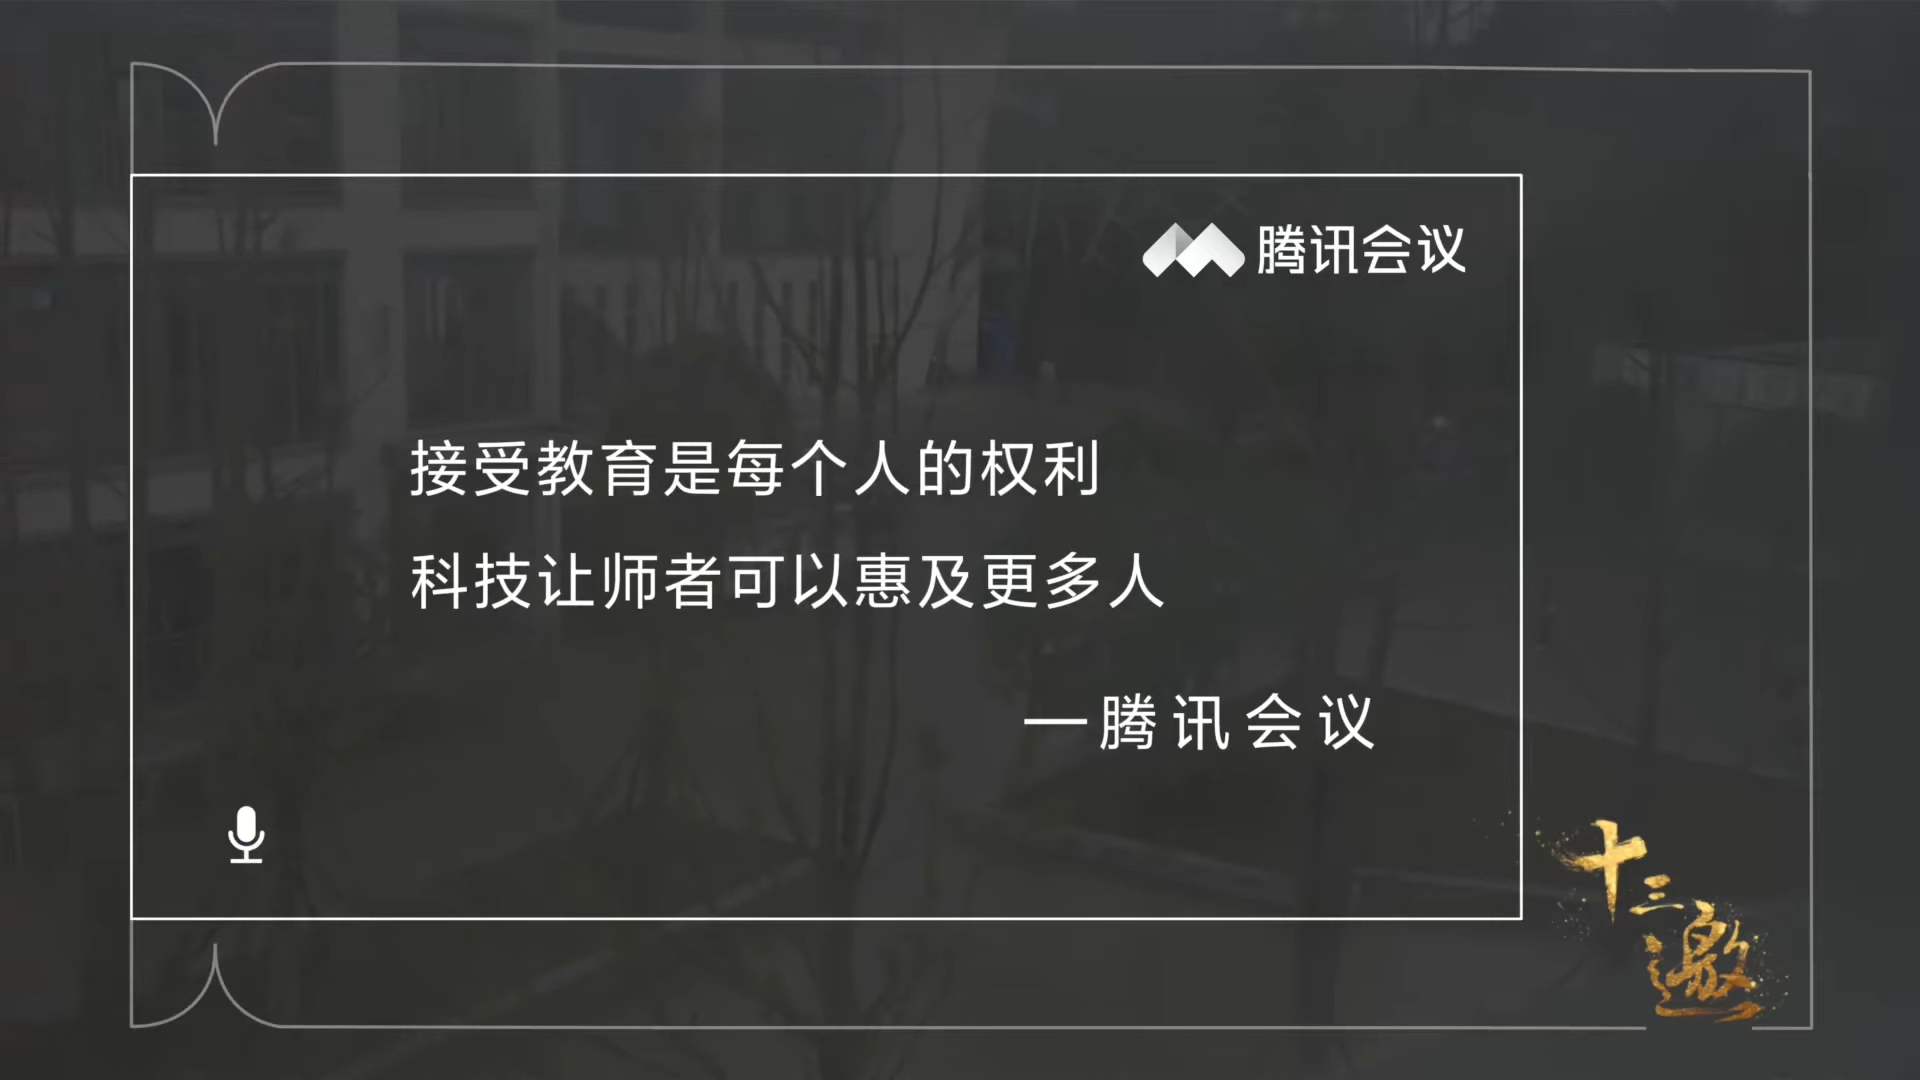 腾讯会议
接受教育是每个人的权利
科技让师者可以惠及更多人
—腾讯会议
十三邀